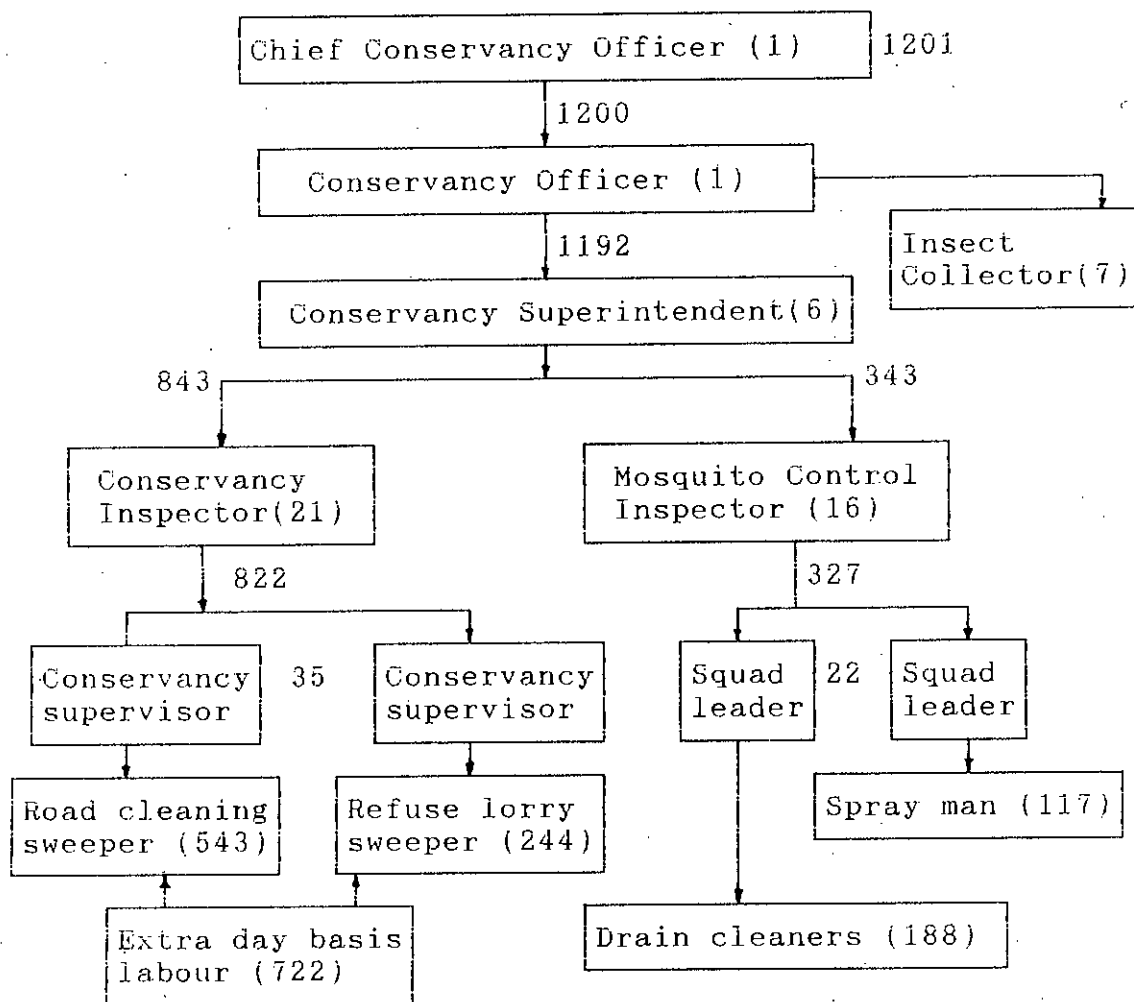 Chief Conservancy Officer (1) 1201
1200
Conservancy Officer (1)
Insect
Collector(7)
1192
Conservancy Superintendent(6)
843
343
Conservancy
Inspector(21)
Mosquito Control
Inspector (16)
822
327
Conservancy
supervisor
35
Conservancy
supervisor
Squad
leader
22
Squad
leader
Road cleaning
sweeper (543)
Refuse lorry
sweeper (244)
Spray man (117)
Extra day basis
labour (722)
Drain cleaners (188)